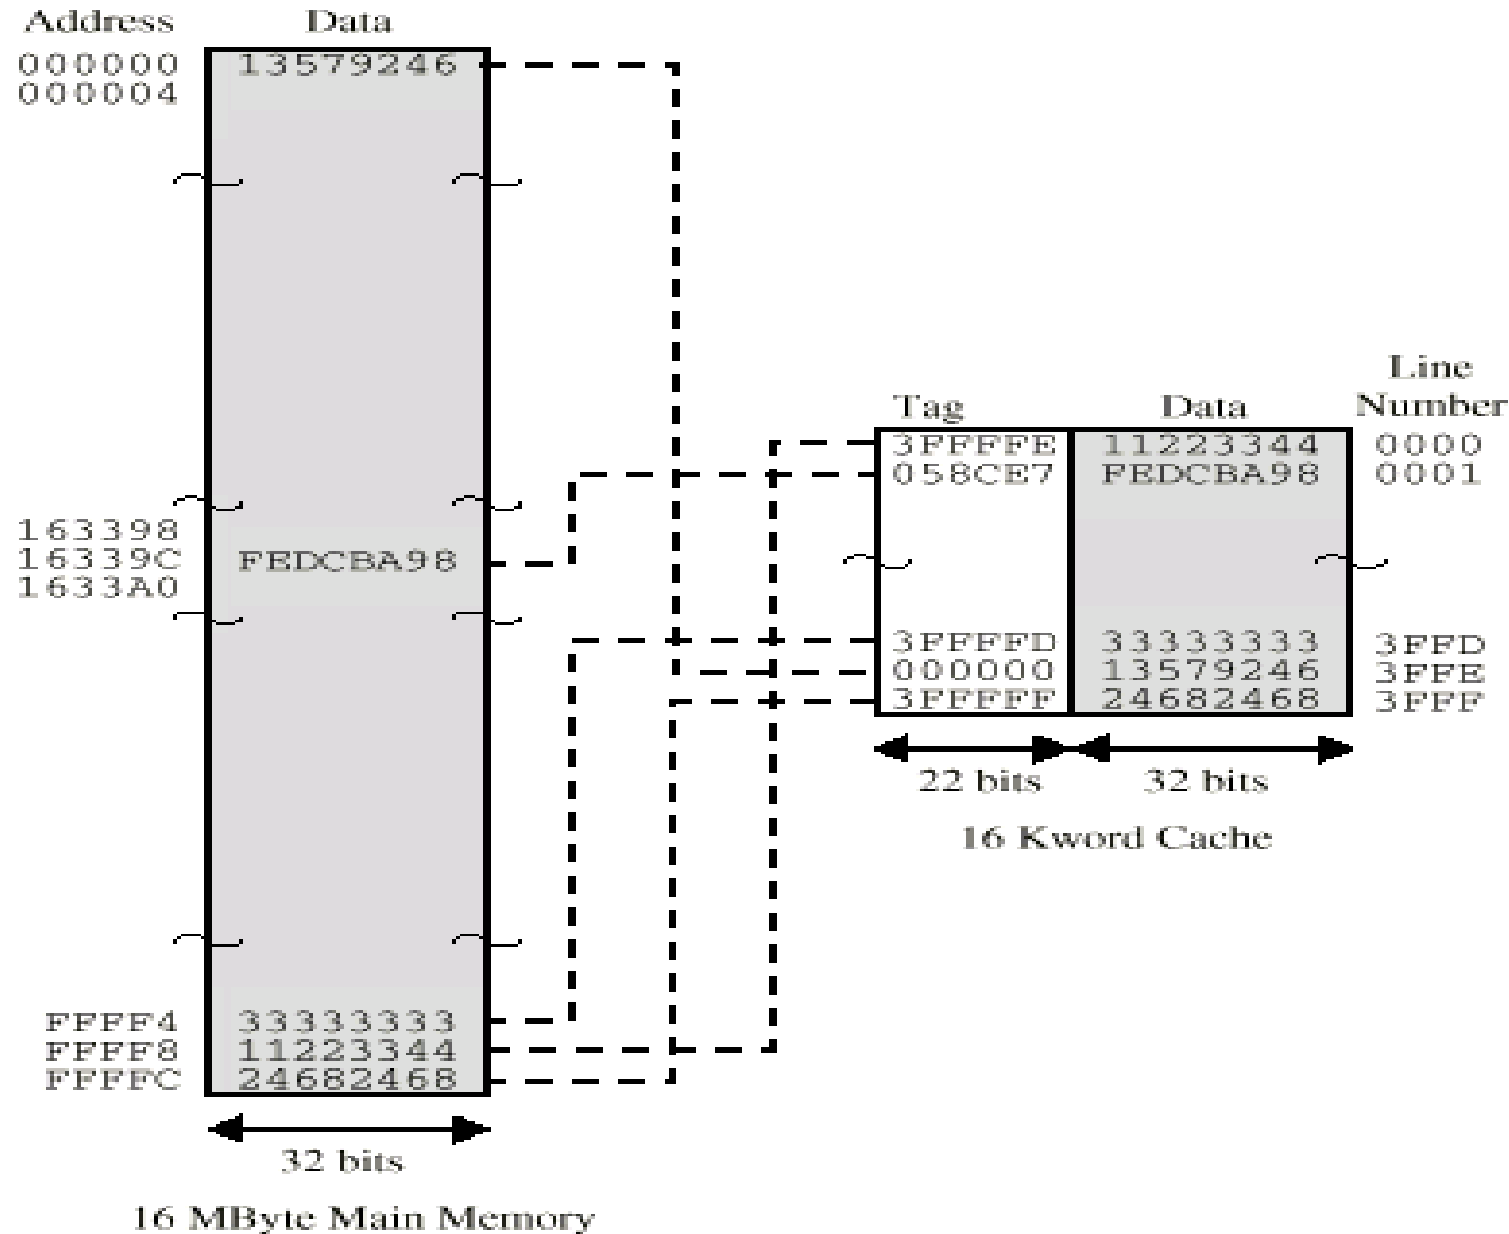 Address Data
000000 13579246
000004
163398
16339C FEDCBA98
1633A0
FFFF4 33333333
FFFF8 11223344
FFFFC 24682468
32 bits
16 MByte Main Memory
Line
Tag Data Number
3FFFFE 11223344 0000
058CE7 FEDCBA98 0001
3FFFFD 33333333 3FFD
000000 13579246 3FFE
3FFFFF 24682468 3FFF
22 bits 32 bits
16 Kword Cache